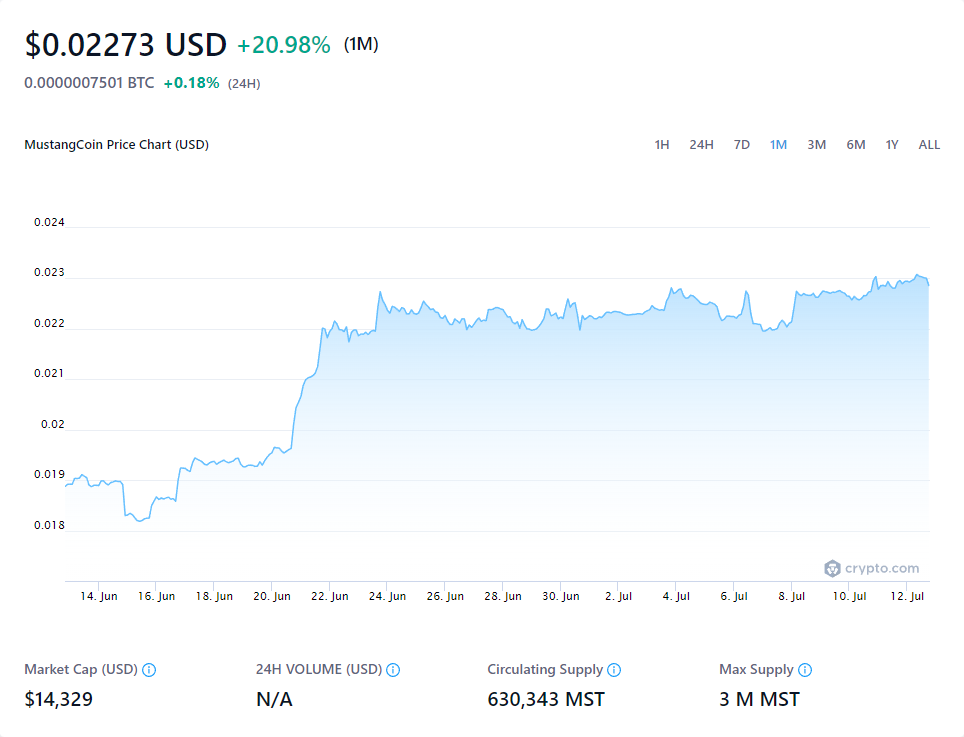 $0.02273 USD +20.98% (1M)
0.0000007501 BTC +0.18% (24H)
MustangCoin Price Chart (USD) 1H 24H 7D 1M 3M 6M 1Y ALL
0.024
0.023
0.022
0.021
0.02
0.019
0.018
crypto.com
14. Jun 16. Jun 18. Jun 20. Jun 22. Jun 24. Jun 26. Jun 28. Jun 30. Jun 2. Jul 4. Jul 6. Jul 8. Jul 10. Jul 12. Jul
Market Cap (USD) 24H VOLUME (USD) Circulating Supply Max Supply
$14,329 N/A 630,343 MST 3 M MST